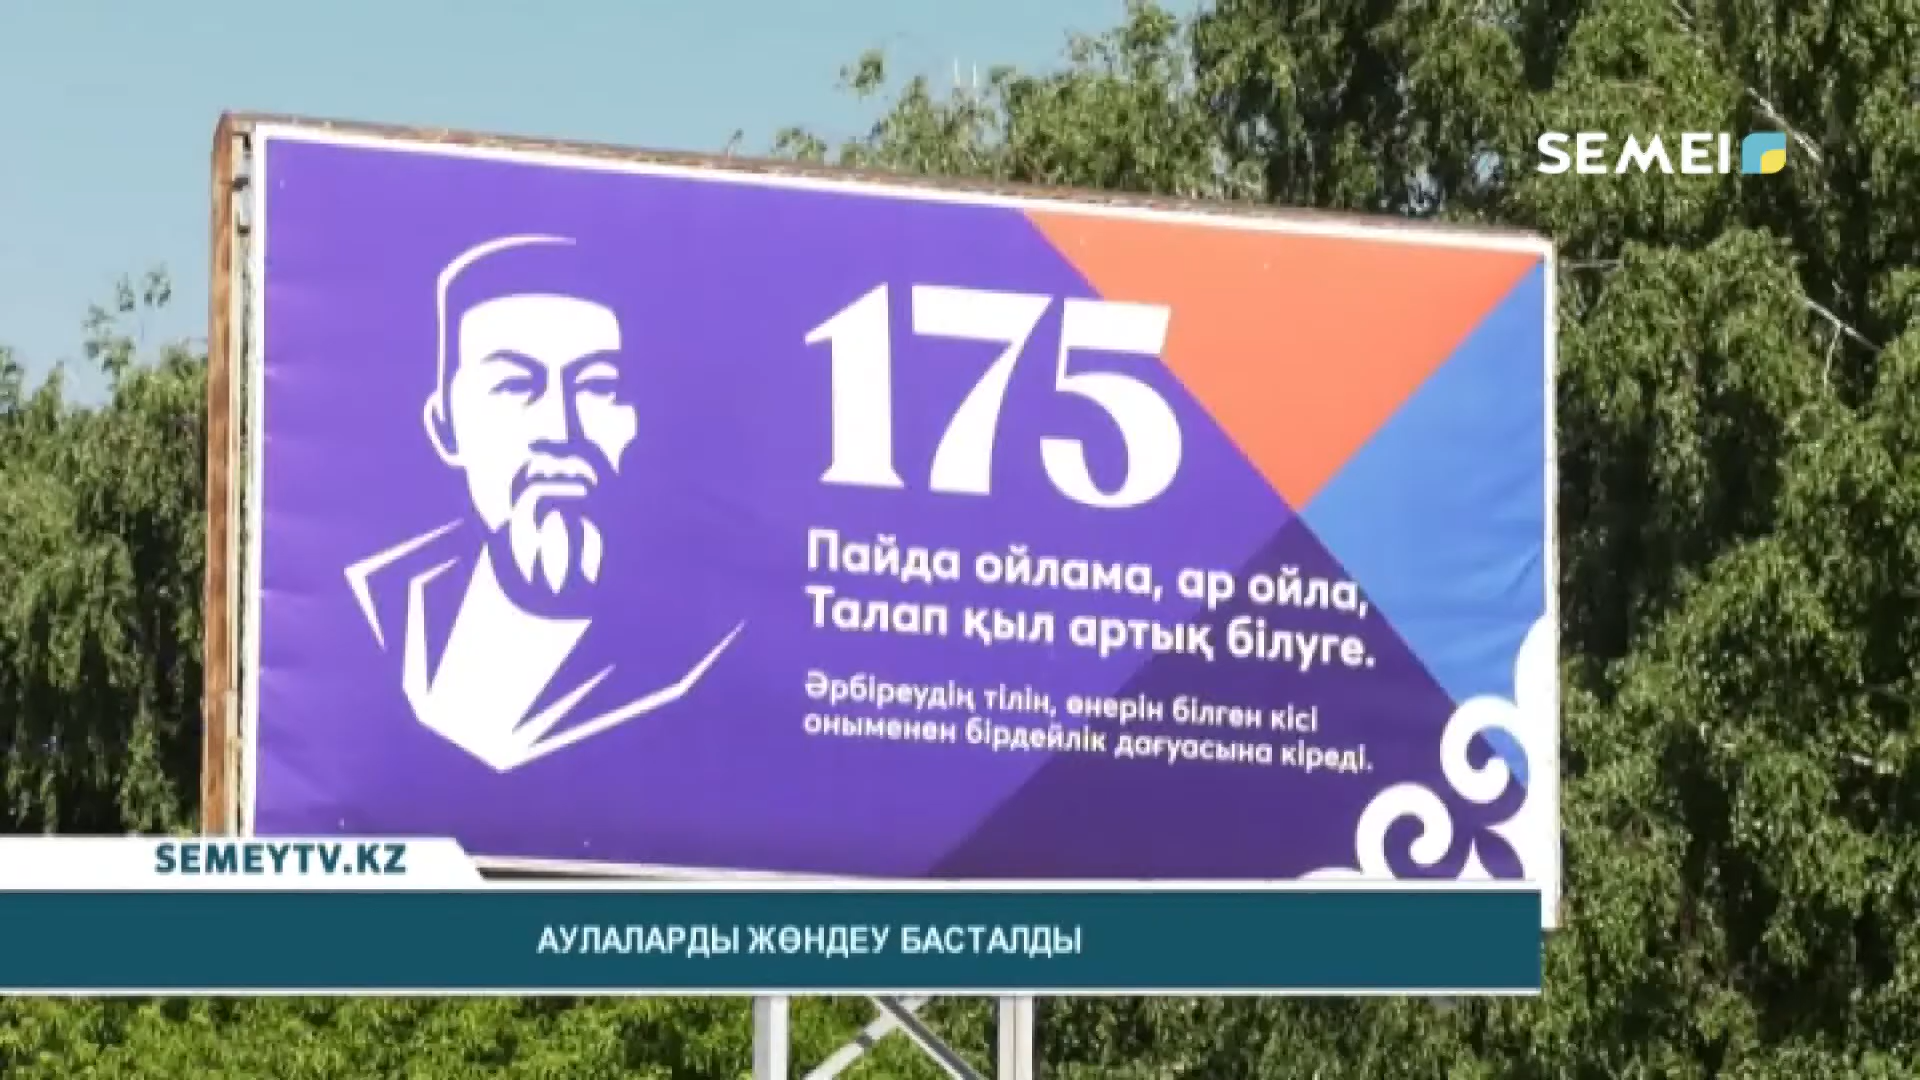 SEMEI
175
Пайда ойлама, ар ойла,
Талап қыл артық білуге.
Әрбіреудің тілін, өнерін білген кісі
оныменен бірдейлік дағуасына кіреді.
SEMEYTV.KZ
АУЛАЛАРДЫ ЖӨНДЕУ БАСТАЛДЫ